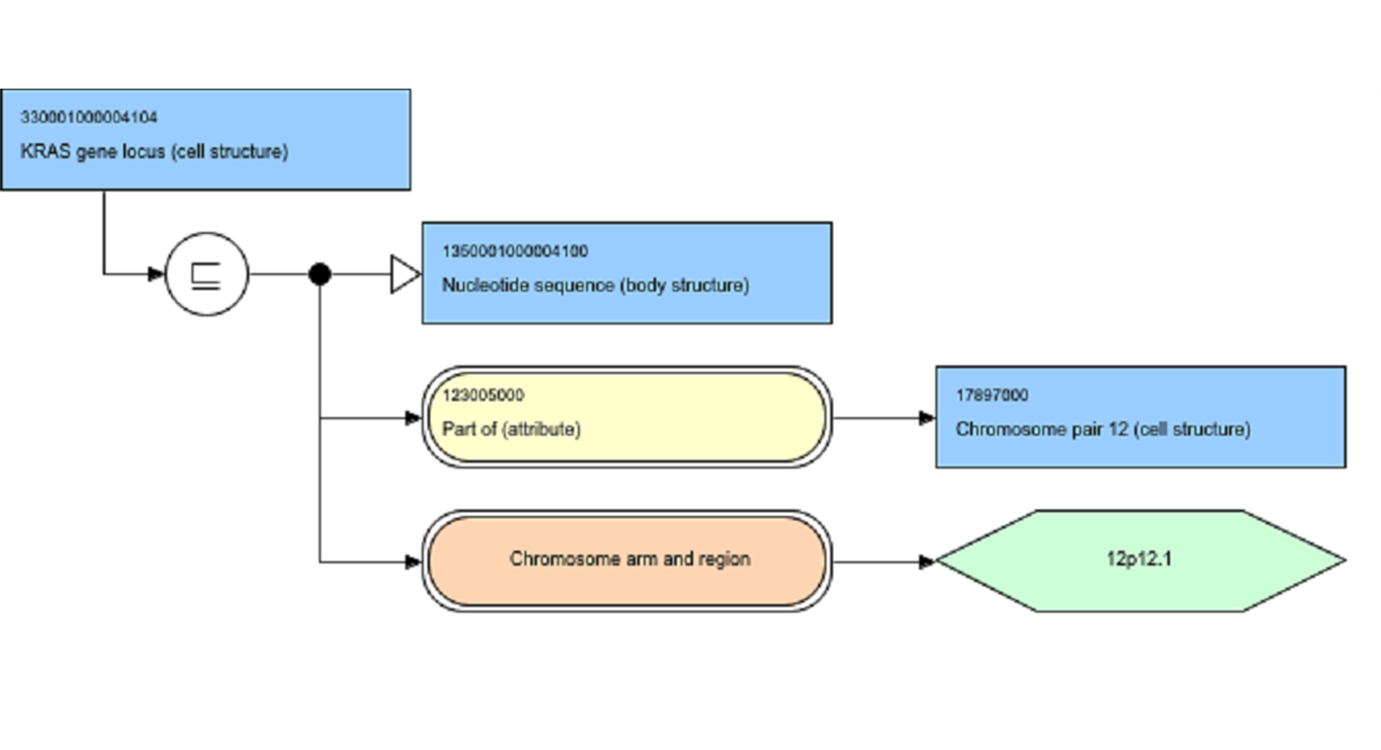 330001000004104
KRAS gene locus (cell structure)
⊑
1350001000004100
Nucleotide sequence (body structure)
123005000
Part of (attribute)
17897000
Chromosome pair 12 (cell structure)
Chromosome arm and region
12p12.1